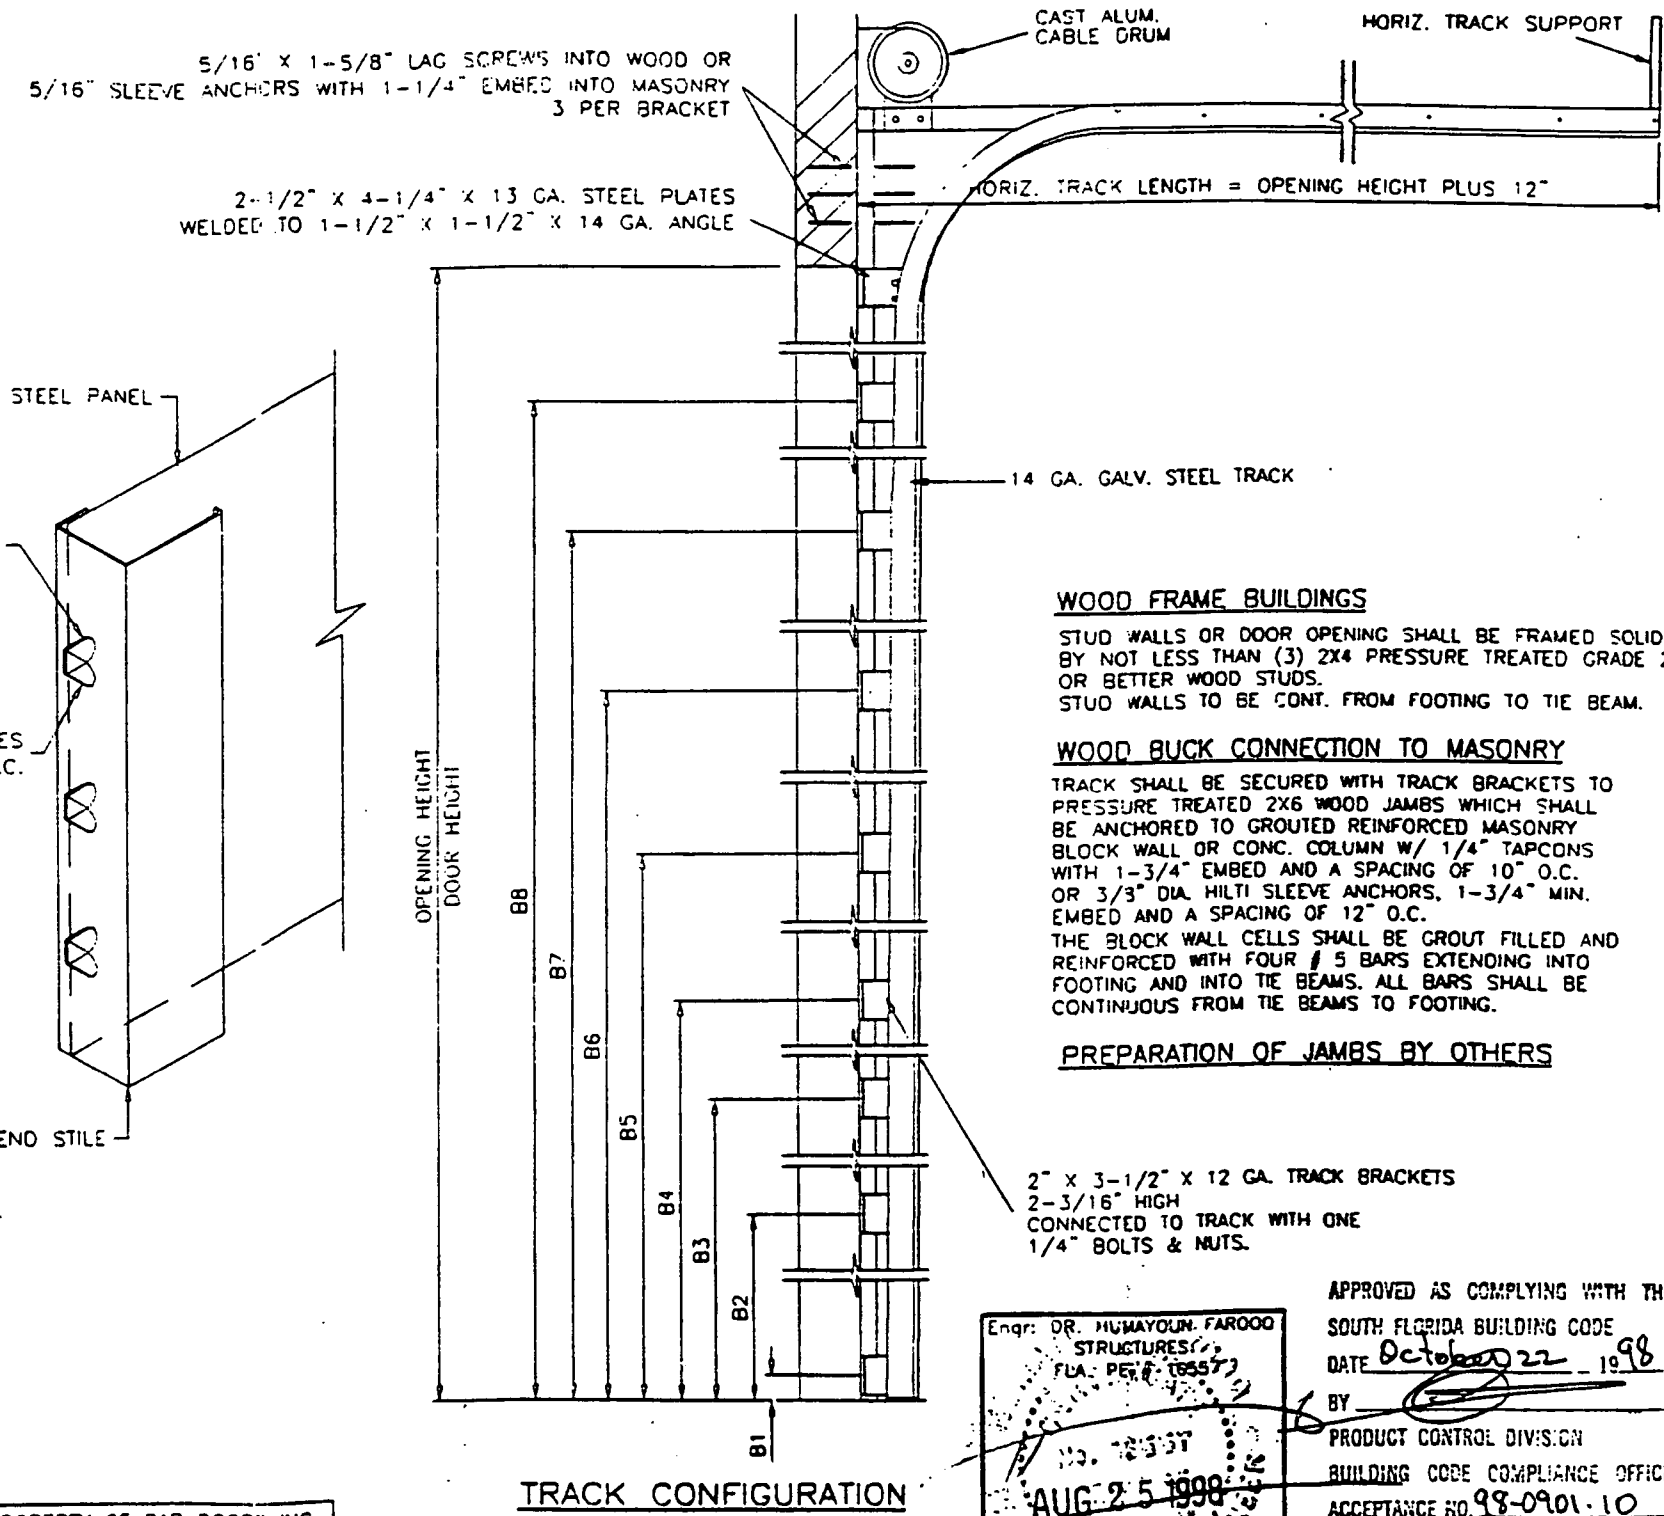 CAST ALUM.
CABLE DRUM
HORIZ. TRACK SUPPORT
5/16" X 1-5/8" LAG SCREWS INTO WOOD OR
5/16" SLEEVE ANCHORS WITH 1-1/4" EMBED INTO MASONRY
3 PER BRACKET
2-1/2" X 4-1/4" X 13 GA. STEEL PLATES
WELDED TO 1-1/2" X 1-1/2" X 14 GA. ANGLE
HORIZ. TRACK LENGTH = OPENING HEIGHT PLUS 12"
STEEL PANEL
14 GA. GALV. STEEL TRACK
WOOD FRAME BUILDINGS
STUD WALLS OR DOOR OPENING SHALL BE FRAMED SOLID
BY NOT LESS THAN (3) 2X4 PRESSURE TREATED GRADE 2
OR BETTER WOOD STUDS.
STUD WALLS TO BE CONT. FROM FOOTING TO TIE BEAM.
WOOD BUCK CONNECTION TO MASONRY
TRACK SHALL BE SECURED WITH TRACK BRACKETS TO
PRESSURE TREATED 2X6 WOOD JAMBS WHICH SHALL
BE ANCHORED TO GROUTED REINFORCED MASONRY
BLOCK WALL OR CONC. COLUMN W/ 1/4" TAPCONS
WITH 1-3/4" EMBED AND A SPACING OF 10" O.C.
OR 3/3" DIA. HILTI SLEEVE ANCHORS, 1-3/4" MIN.
EMBED AND A SPACING OF 12" O.C.
THE BLOCK WALL CELLS SHALL BE GROUT FILLED AND
REINFORCED WITH FOUR # 5 BARS EXTENDING INTO
FOOTING AND INTO TIE BEAMS. ALL BARS SHALL BE
CONTINUOUS FROM TIE BEAMS TO FOOTING.
PREPARATION OF JAMBS BY OTHERS
OPENING HEIGHT
DOOR HEIGHT
B8
B7
B6
B5
B4
B3
B2
B1
END STILE
2" X 3-1/2" X 12 GA. TRACK BRACKETS
2-3/16" HIGH
CONNECTED TO TRACK WITH ONE
1/4" BOLTS & NUTS.
TRACK CONFIGURATION
Engr: DR. HUMAYOUN FAROOQ
STRUCTURES
FLA. PE
No.
AUG 25 1998
APPROVED AS COMPLYING WITH TH
SOUTH FLORIDA BUILDING CODE
DATE October 22 1998
BY
PRODUCT CONTROL DIVISION
BUILDING CODE COMPLIANCE OFFIC
ACCEPTANCE NO. 98-0901.10